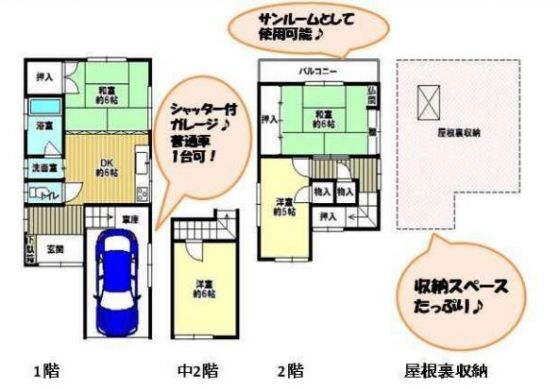 サンルームとして
使用可能♪
バルコニー
押入
和室
約6帖
浴室
洗面室
トイレ
DK
約6帖
下駄箱
玄関
車庫
シャッター付
ガレージ♪
普通車
1台可!
洋室
約6帖
押入
和室
約6帖
仏間
洋室
約5帖
物入
物入
押入
屋根裏収納
収納スペース
たっぷり♪
1階
中2階
2階
屋根裏収納